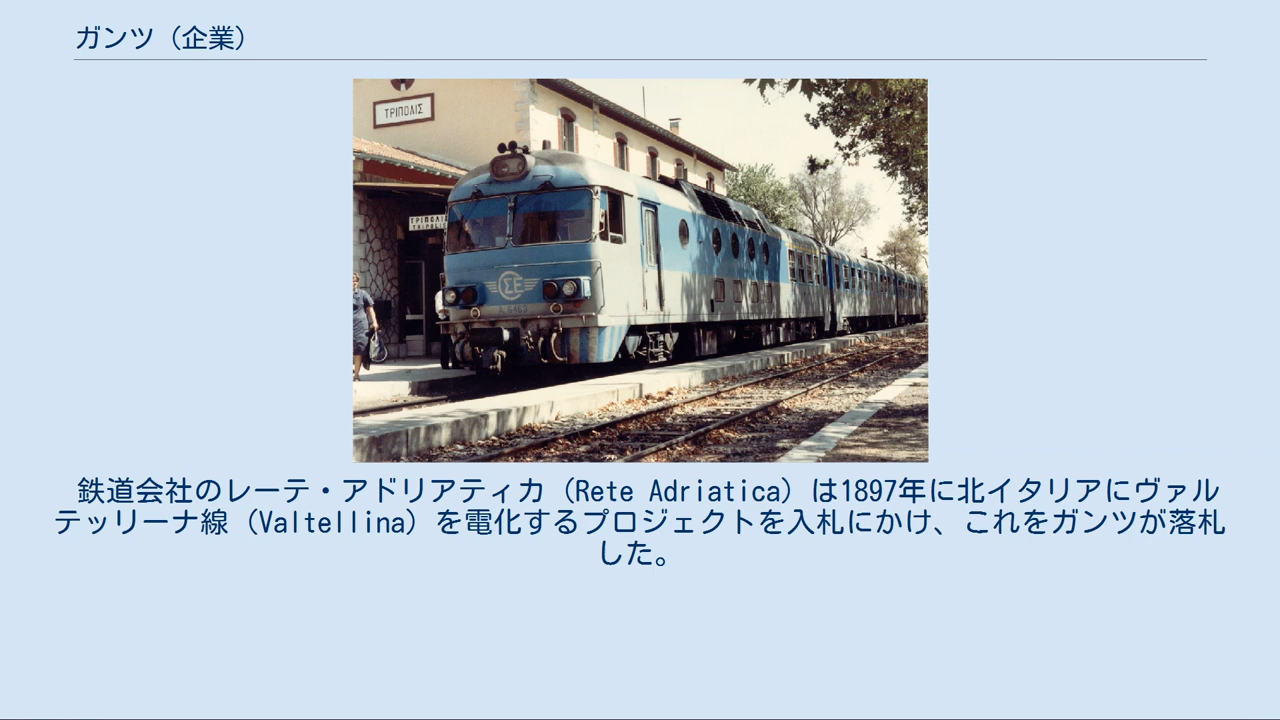 ガンツ（企業）
ΤΡΙΠΟΛΙΣ
ΤΡΙΠΟΛΙΣ
TRIPOLIS
ΣΕ
鉄道会社のレーテ・アドリアティカ（Rete Adriatica）は1897年に北イタリアにヴァル
テッリーナ線（Valtellina）を電化するプロジェクトを入札にかけ、これをガンツが落札
した。